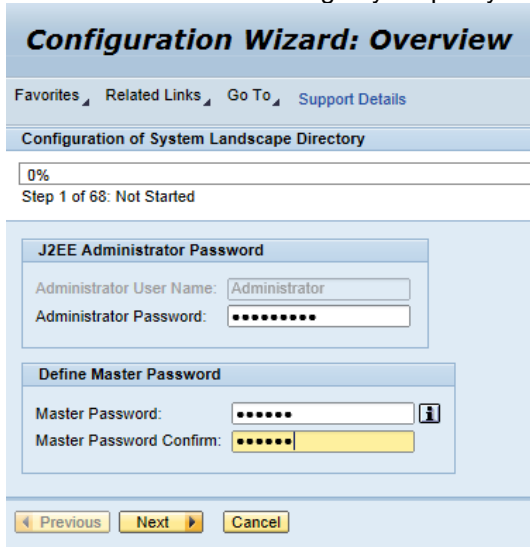 Configuration Wizard: Overview
Favorites Related Links Go To Support Details
Configuration of System Landscape Directory
0%
Step 1 of 68: Not Started
J2EE Administrator Password
Administrator User Name: Administrator
Administrator Password: •••••••••
Define Master Password
Master Password: ••••••
Master Password Confirm: ••••••
Previous Next Cancel